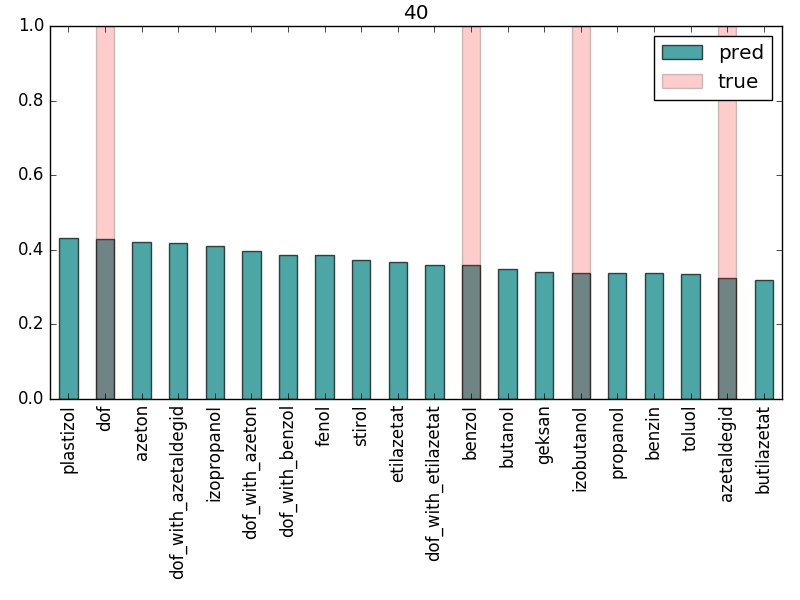 40
1.0
0.8
0.6
0.4
0.2
0.0
pred
true
plastizol
dof
azeton
dof_with_azetaldegid
izopropanol
dof_with_azeton
dof_with_benzol
fenol
stirol
etilazetat
dof_with_etilazetat
benzol
butanol
geksan
izobutanol
propanol
benzin
toluol
azetaldegid
butilazetat